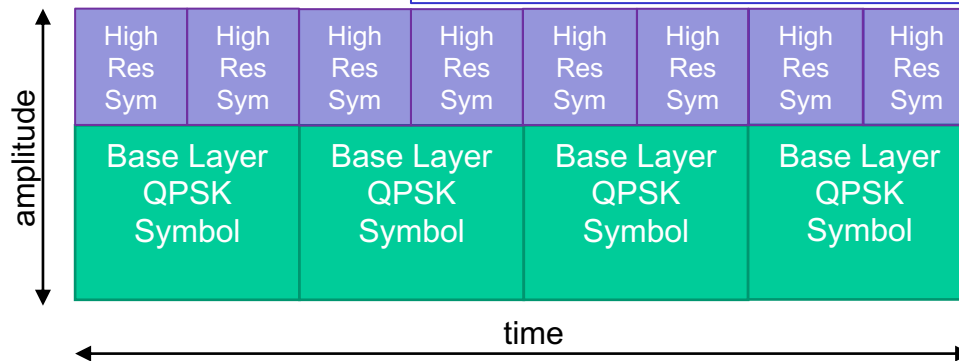 High High High High High High High High
Res Res Res Res Res Res Res Res
Sym Sym Sym Sym Sym Sym Sym Sym
Base Layer Base Layer Base Layer Base Layer
QPSK QPSK QPSK QPSK
Symbol Symbol Symbol Symbol
amplitude
time